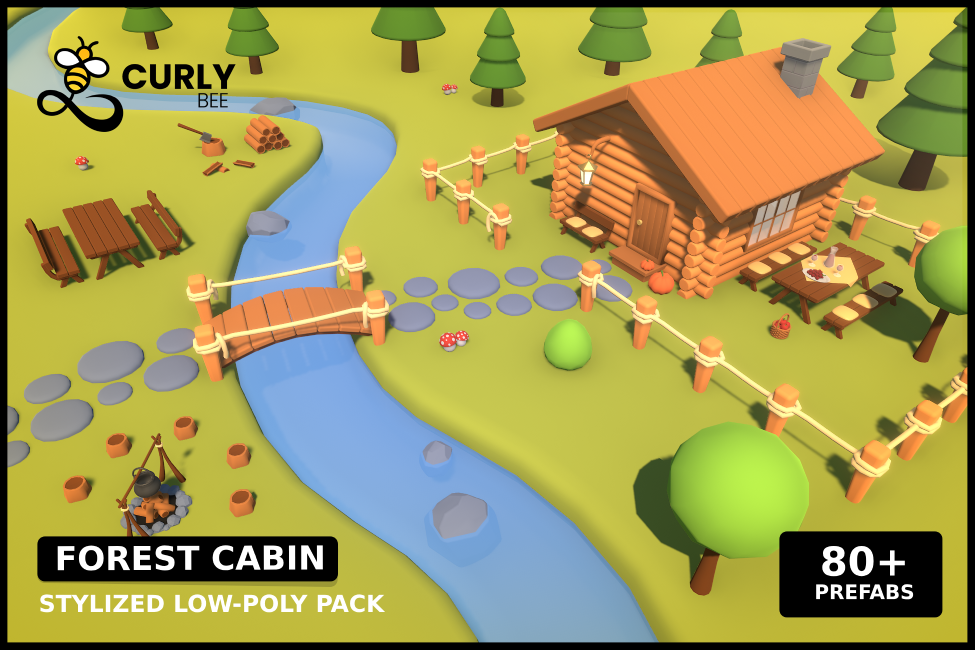 CURLY
BEE
FOREST CABIN
STYLIZED LOW-POLY PACK
80+
PREFABS